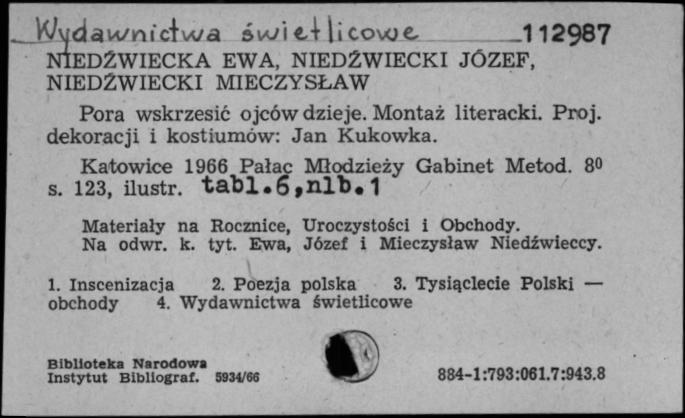 Wydawnictwa świetlicowe 112987
NIEDŹWIECKA EWA, NIEDŹWIECKI JÓZEF,
NIEDŹWIECKI MIECZYSŁAW
Pora wskrzesić ojców dzieje. Montaż literacki. Proj.
dekoracji i kostiumów: Jan Kukowka.
Katowice 1966 Pałac Młodzieży Gabinet Metod. 8⁰
s. 123, ilustr. tabl.6,nlb.1
Materiały na Rocznice, Uroczystości i Obchody.
Na odwr. k. tyt. Ewa, Józef i Mieczysław Niedźwieccy.
1. Inscenizacja 2. Poezja polska 3. Tysiąclecie Polski —
obchody 4. Wydawnictwa świetlicowe
Biblioteka Narodowa
Instytut Bibliograf. 5934/66 884-1:793:061.7:943.8